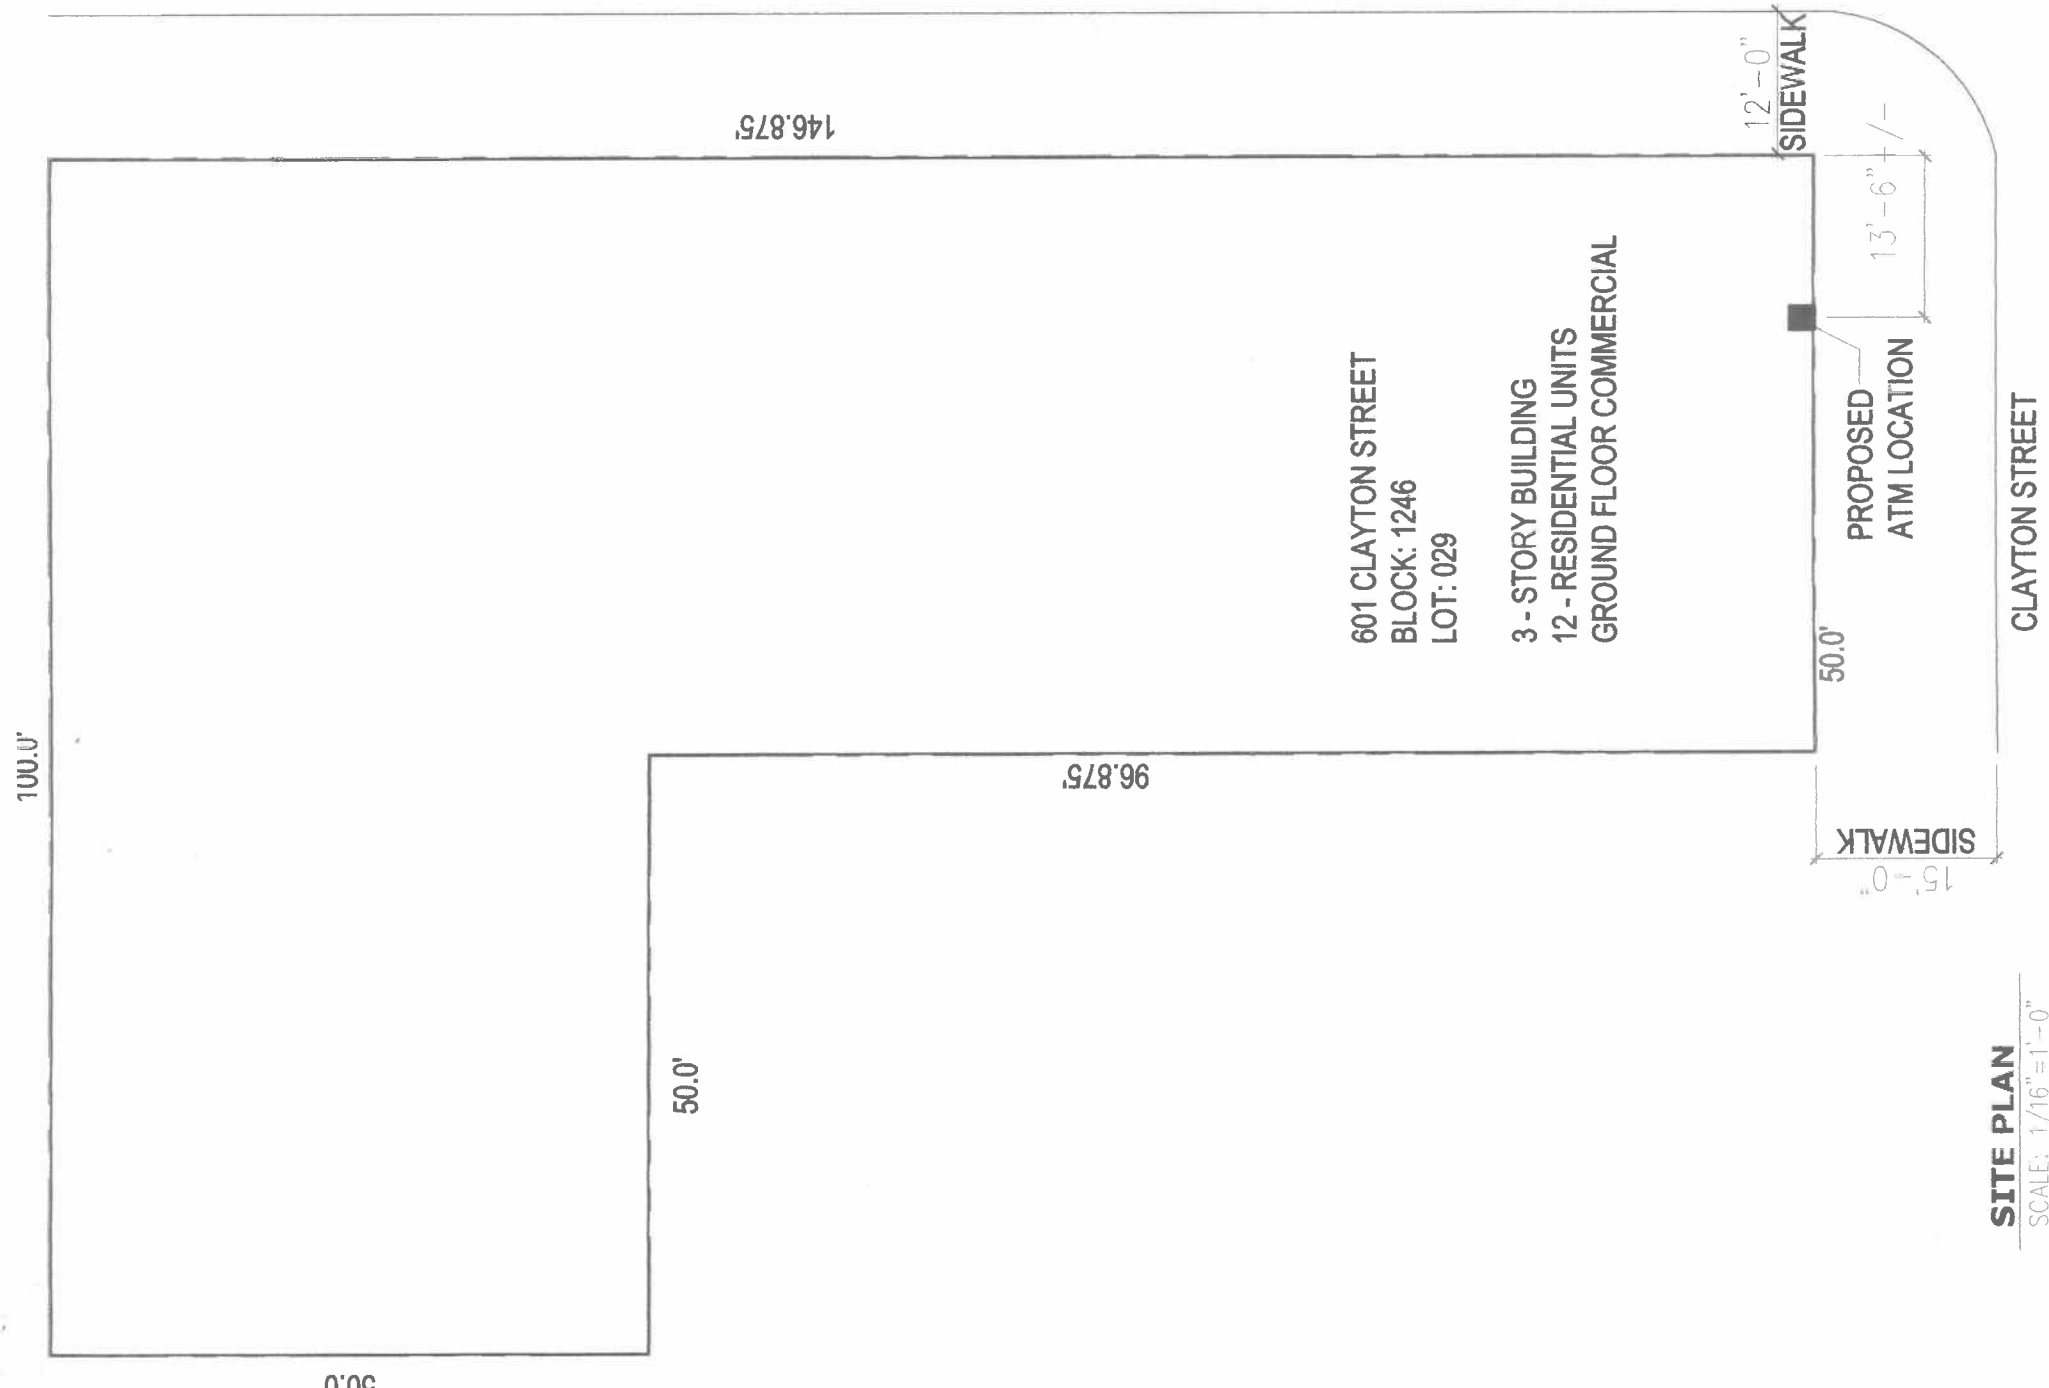 100.0'
146.875'
12'-0"
SIDEWALK
13'-6" +/-
601 CLAYTON STREET
BLOCK: 1246
LOT: 029
3 - STORY BUILDING
12 - RESIDENTIAL UNITS
GROUND FLOOR COMMERCIAL
PROPOSED
ATM LOCATION
50.0'
CLAYTON STREET
96.875'
SIDEWALK
15'-0"
50.0'
50.0
SITE PLAN
SCALE: 1/16"=1'-0"